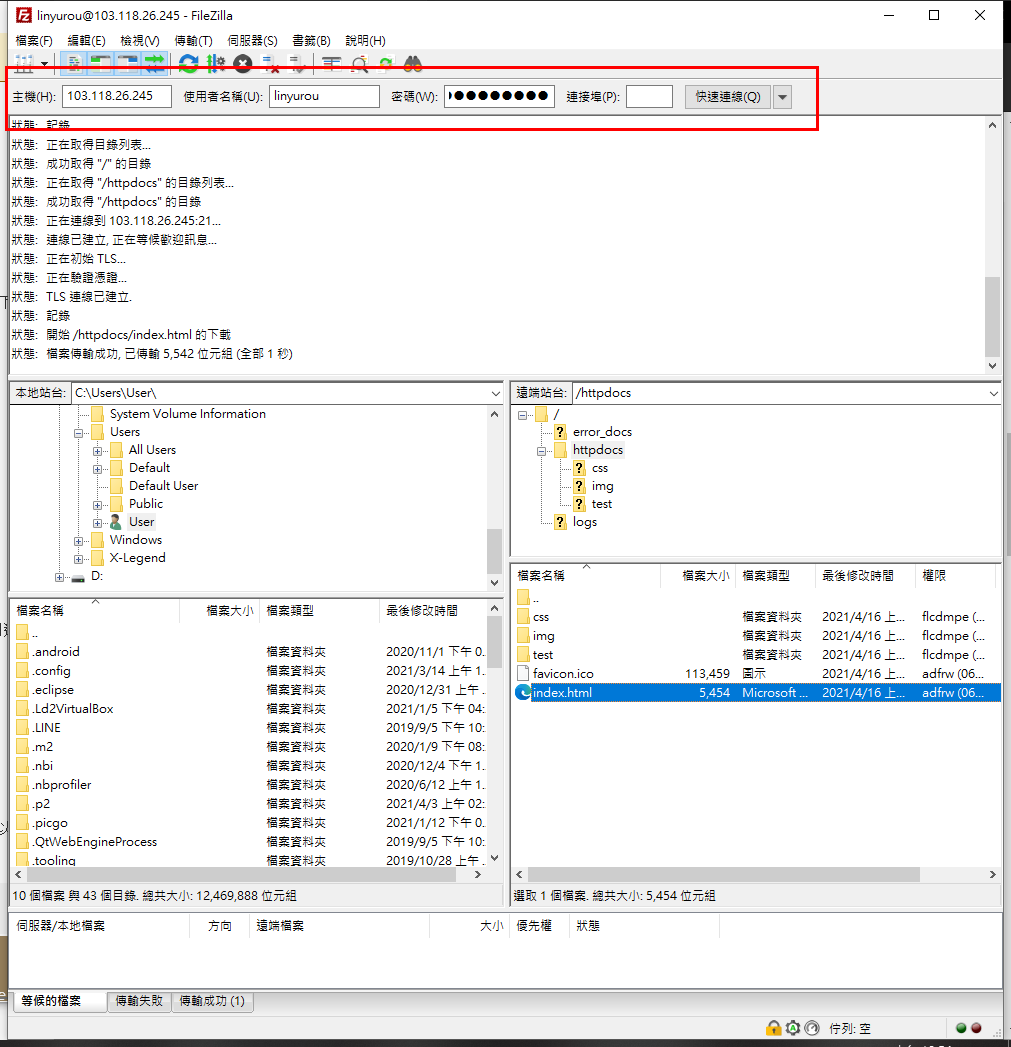 linyurou@103.118.26.245 - FileZilla
檔案(F) 編輯(E) 檢視(V) 傳輸(T) 伺服器(S) 書籤(B) 說明(H)
主機(H): 103.118.26.245 使用者名稱(U): linyurou 密碼(W): ●●●●●●●● 連接埠(P): 快速連線(Q)
狀態: 記錄
狀態: 正在取得目錄列表...
狀態: 成功取得 "/" 的目錄
狀態: 正在取得 "/httpdocs" 的目錄列表...
狀態: 成功取得 "/httpdocs" 的目錄
狀態: 正在連線到 103.118.26.245:21...
狀態: 連線已建立, 正在等候歡迎訊息...
狀態: 正在初始 TLS...
狀態: 正在驗證憑證...
狀態: TLS 連線已建立.
狀態: 記錄
狀態: 開始 /httpdocs/index.html 的下載
狀態: 檔案傳輸成功, 已傳輸 5,542 位元組 (全部 1 秒)
本地站台: C:\Users\User\
System Volume Information
Users
All Users
Default
Default User
Public
User
Windows
X-Legend
D:
檔案名稱 檔案大小 檔案類型 最後修改時間
..
.android 檔案資料夾 2020/11/1 下午 0...
.config 檔案資料夾 2021/3/14 上午 1...
.eclipse 檔案資料夾 2020/12/31 上午 ...
.Ld2VirtualBox 檔案資料夾 2021/1/5 下午 04:
.LINE 檔案資料夾 2019/9/5 下午 10:
.m2 檔案資料夾 2020/1/9 下午 08:
.nbi 檔案資料夾 2020/12/4 下午 1...
.nbprofiler 檔案資料夾 2020/6/12 上午 1...
.p2 檔案資料夾 2021/4/3 上午 02:
.picgo 檔案資料夾 2021/1/12 下午 0...
.QtWebEngineProcess 檔案資料夾 2019/9/5 下午 10:
.tooling 檔案資料夾 2019/10/28 上午 ...
10 個檔案 與 43 個目錄. 總共大小: 12,469,888 位元組
遠端站台: /httpdocs
/
error_docs
httpdocs
css
img
test
logs
檔案名稱 檔案大小 檔案類型 最後修改時間 權限
..
css 檔案資料夾 2021/4/16 上... flcdmpe (...
img 檔案資料夾 2021/4/16 上... flcdmpe (...
test 檔案資料夾 2021/4/16 上... flcdmpe (...
favicon.ico 113,459 圖示 2021/4/16 上... adfrw (06...
index.html 5,454 Microsoft ... 2021/4/16 上... adfrw (06...
選取 1 個檔案. 總共大小: 5,454 位元組
伺服器/本地檔案 方向 遠端檔案 大小 優先權 狀態
等候的檔案 傳輸失敗 傳輸成功 (1)
佇列: 空